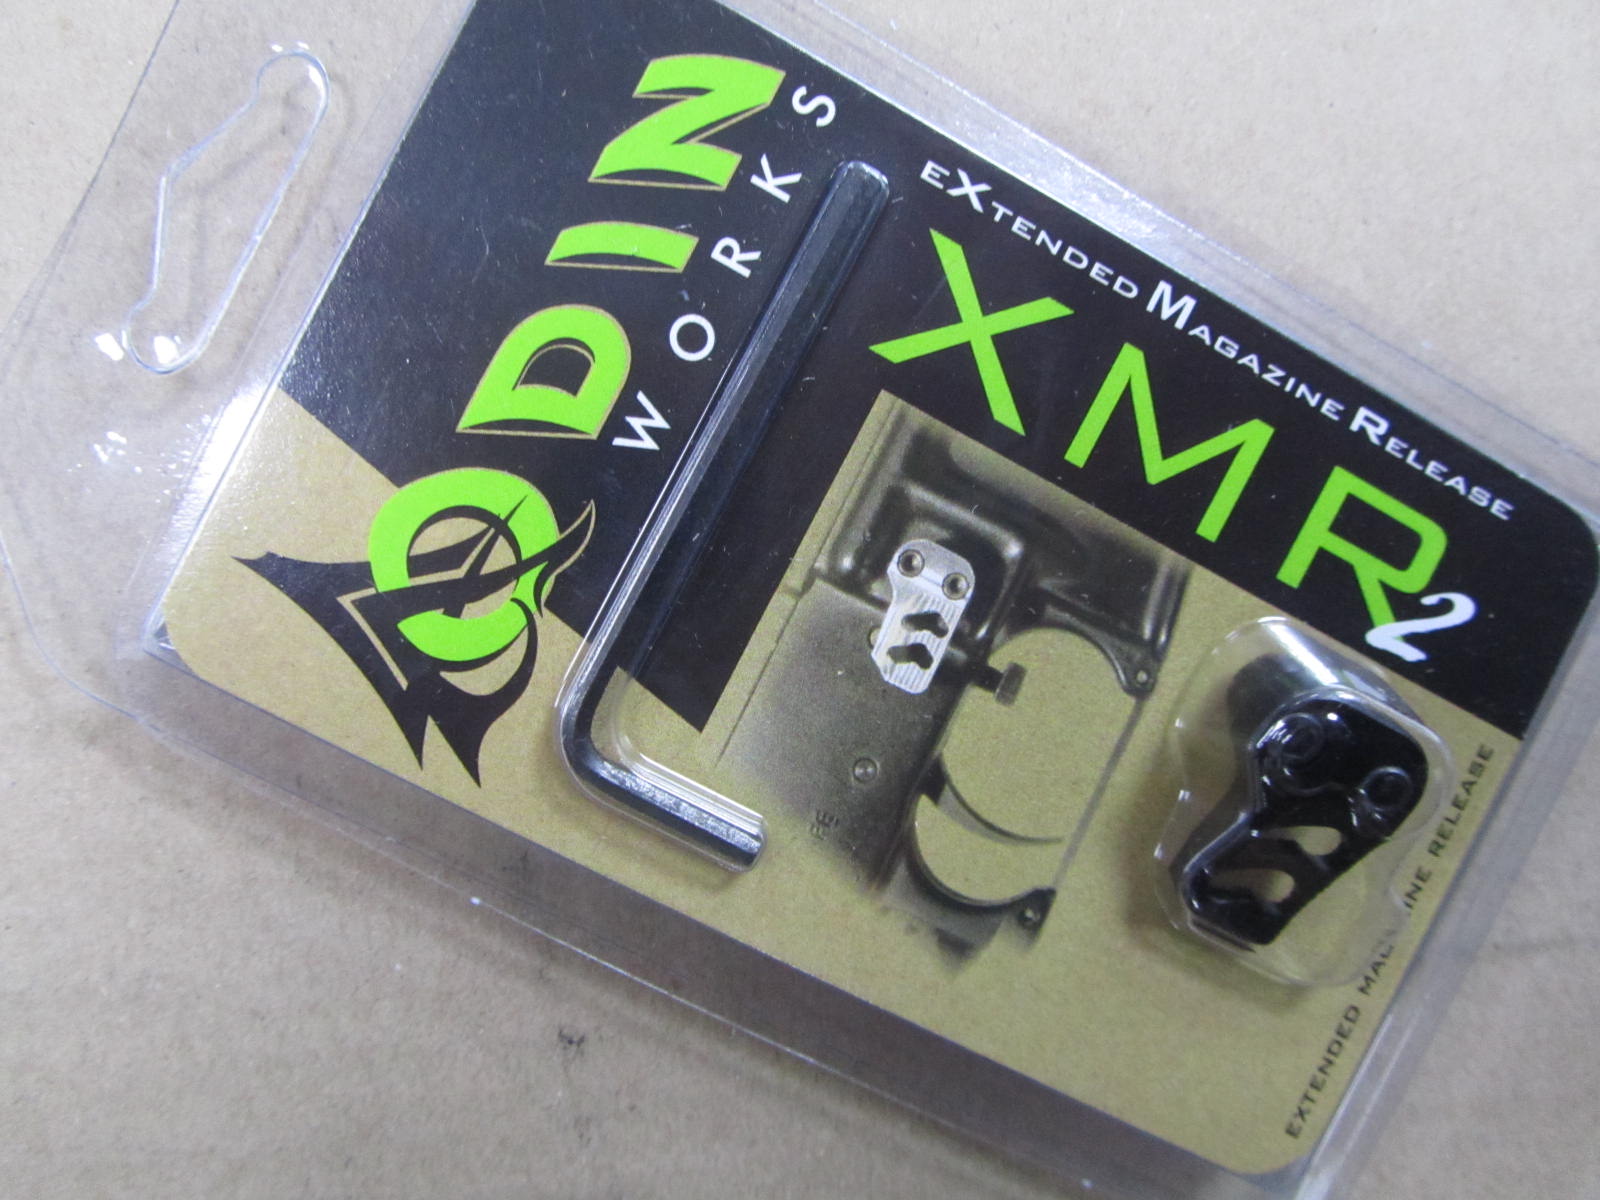 ODIN
WORKS
EXTENDED MAGAZINE RELEASE
XMR2
EXTENDED MAGAZINE RELEASE